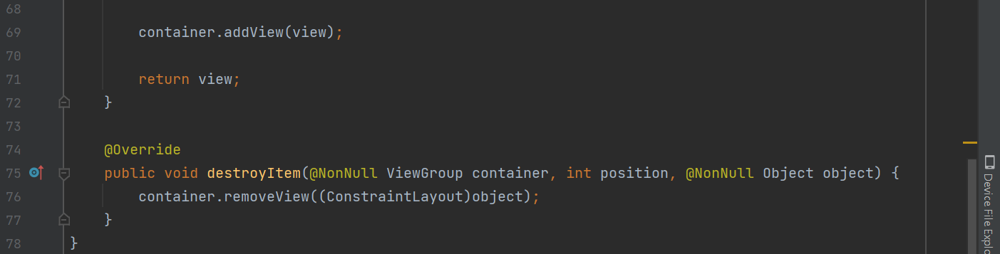 68
69 container.addView(view);
70
71 return view;
72 }
73
74 @Override
75 public void destroyItem(@NonNull ViewGroup container, int position, @NonNull Object object) {
76 container.removeView((ConstraintLayout)object);
77 }
78 }
Device File Explo